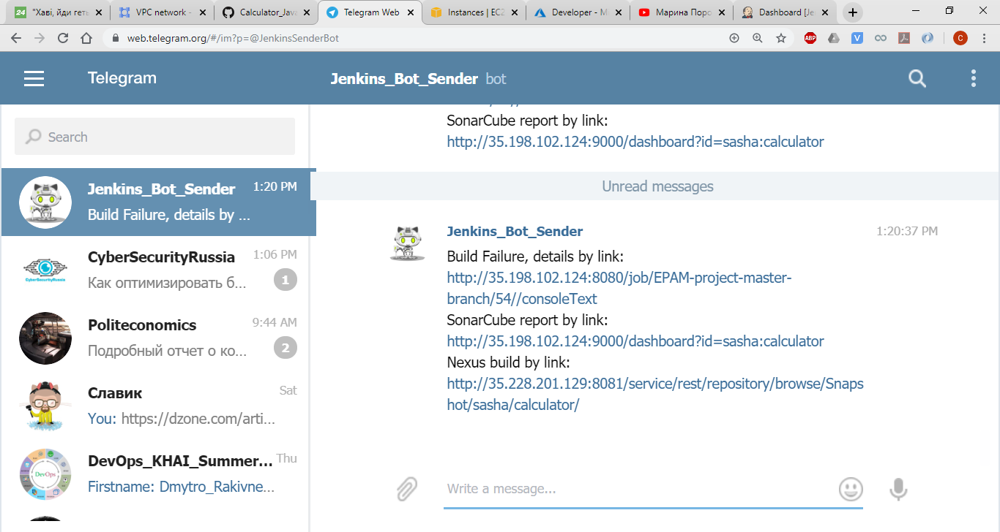 "Хаві, йди геть
VPC network -
Calculator_Java
Telegram Web
Instances | EC2
Developer - M
Марина Поро
Dashboard [Je
web.telegram.org/#/im?p=@JenkinsSenderBot
Telegram
Jenkins_Bot_Sender bot
Search
Jenkins_Bot_Sender 1:20 PM
Build Failure, details by ...
CyberSecurityRussia 1:06 PM
Как оптимизировать б... 1
Politeconomics 9:44 AM
Подробный отчет о ко... 2
Славик Sat
You: https://dzone.com/arti...
DevOps_KHAI_Summer... Thu
Firstname: Dmytro_Rakivne...
SonarCube report by link:
http://35.198.102.124:9000/dashboard?id=sasha:calculator
Unread messages
Jenkins_Bot_Sender 1:20:37 PM
Build Failure, details by link:
http://35.198.102.124:8080/job/EPAM-project-master-
branch/54//consoleText
SonarCube report by link:
http://35.198.102.124:9000/dashboard?id=sasha:calculator
Nexus build by link:
http://35.228.201.129:8081/service/rest/repository/browse/Snaps
hot/sasha/calculator/
Write a message...